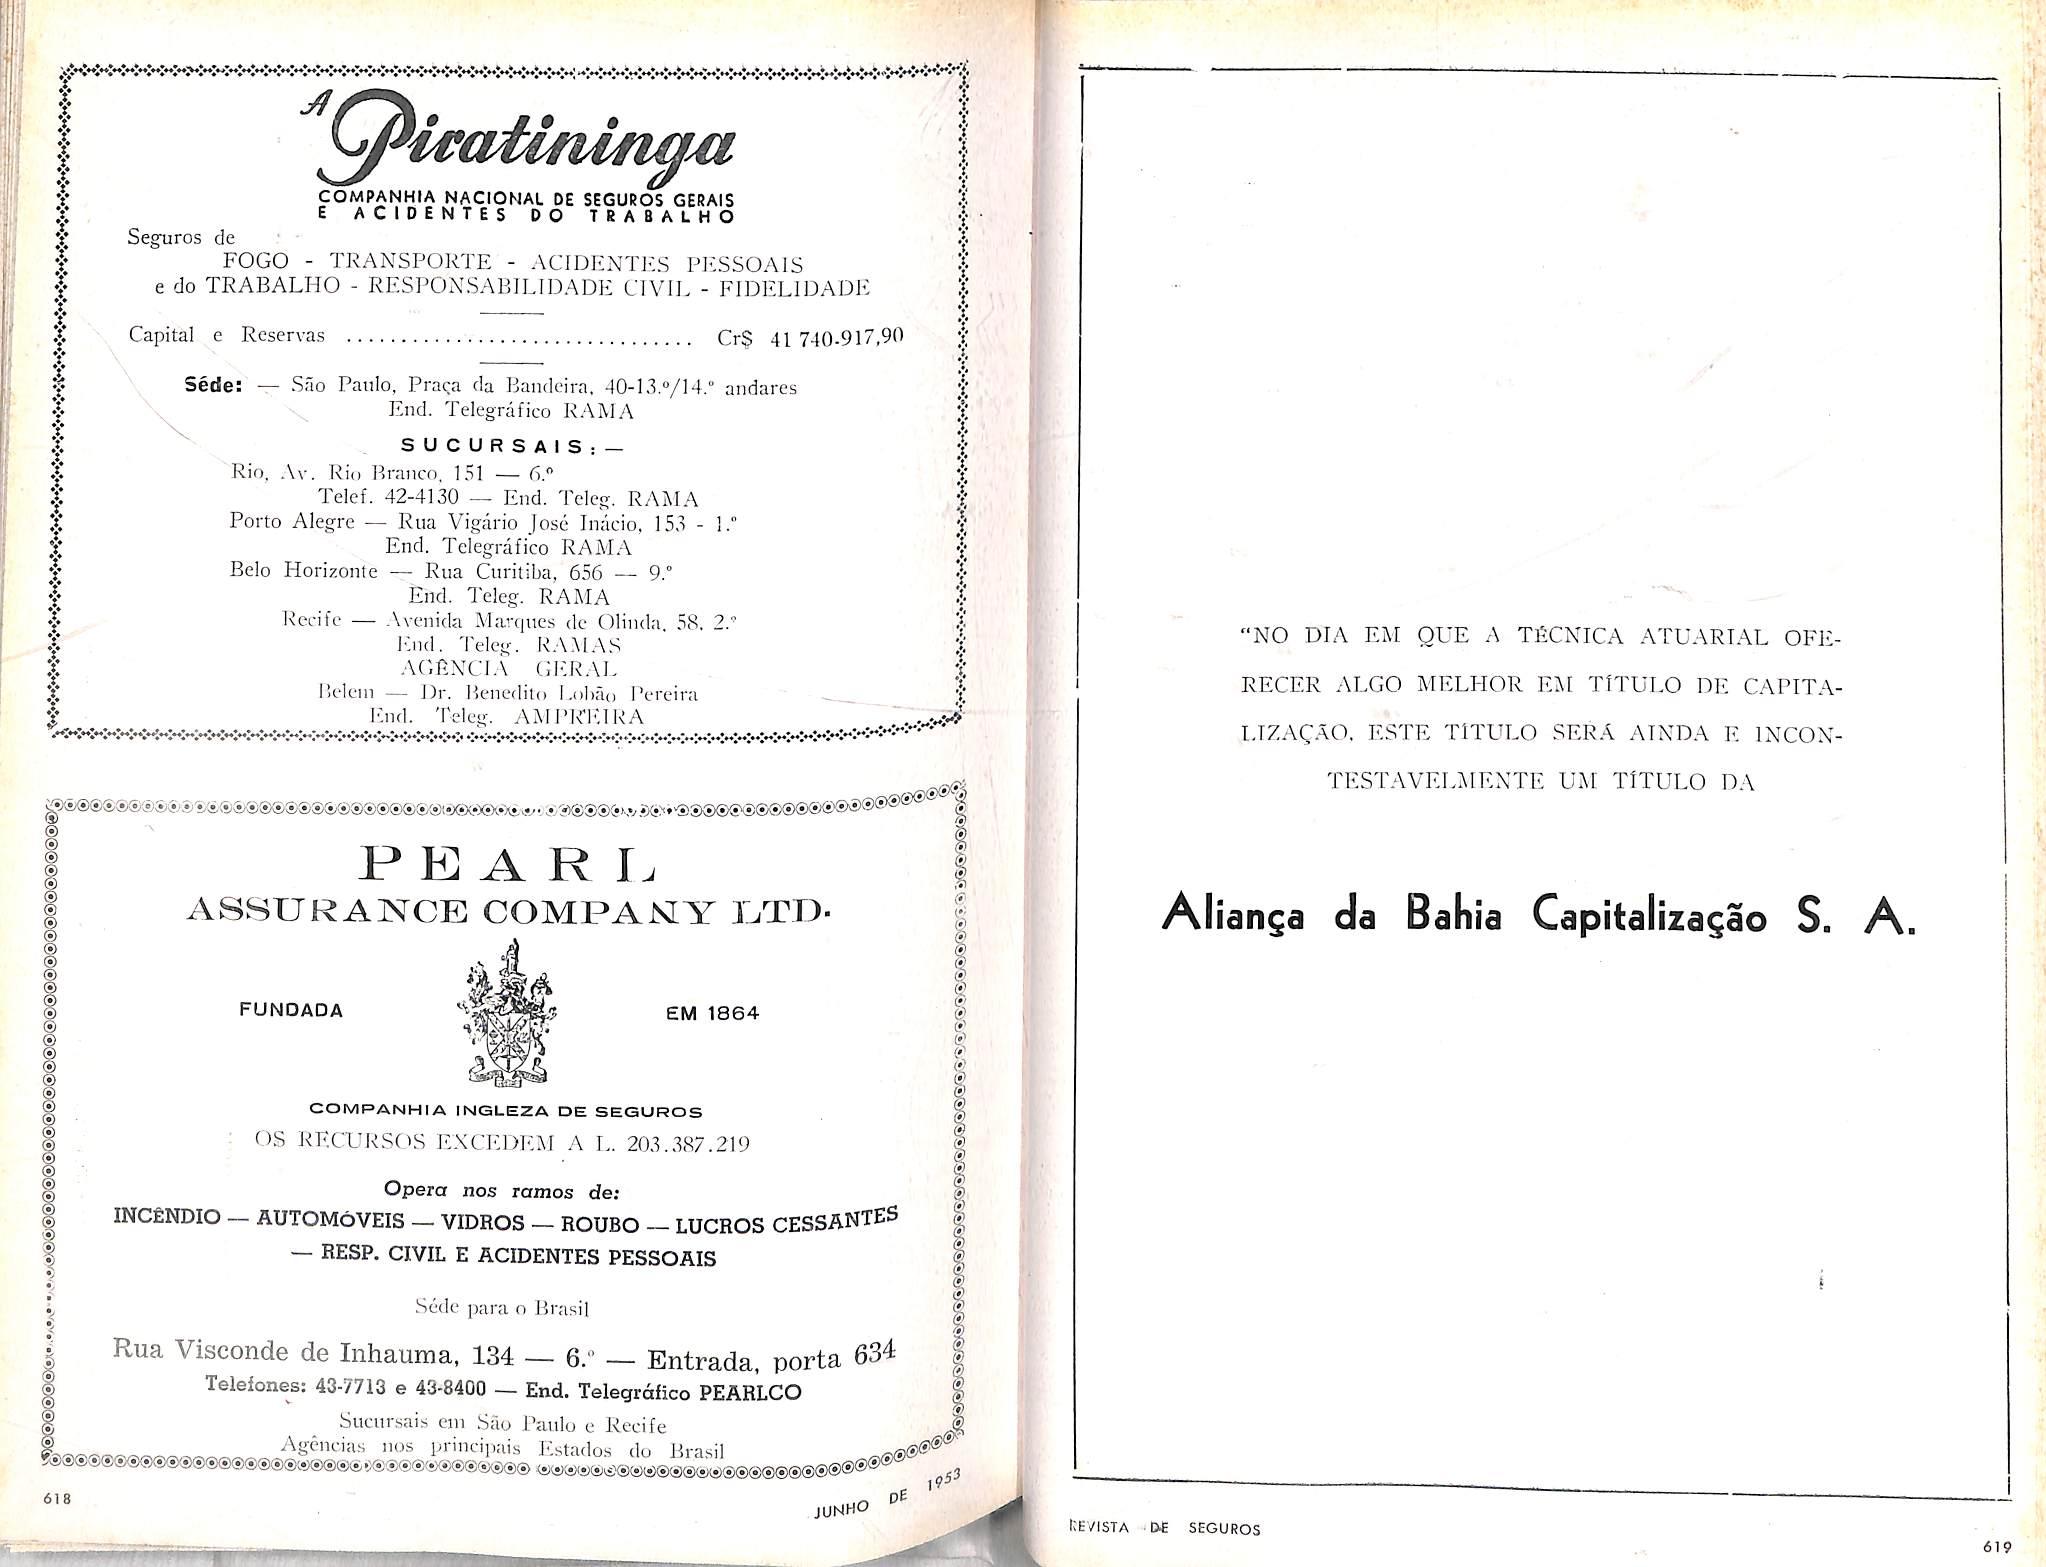 A Piratininga
COMPANHIA NACIONAL DE SEGUROS GERAIS
E ACIDENTES DO TRABALHO
Seguros de
FOGO - TRANSPORTE - ACIDENTES PESSOAIS
e do TRABALHO - RESPONSABILIDADE CIVIL - FIDELIDADE
Capital e Reservas ............................... Cr$ 41 740.917,90
Séde: — São Paulo, Praça da Bandeira, 40-13.º/14.º andares
End. Telegráfico RAMA
SUCURSAIS: —
Rio, Av. Rio Branco, 151 — 6.º
Telef. 42-4130 — End. Teleg. RAMA
Porto Alegre — Rua Vigário José Inácio, 153 - 1.º
End. Telegráfico RAMA
Belo Horizonte — Rua Curitiba, 656 — 9.º
End. Teleg. RAMA
Recife — Avenida Marques de Olinda, 58, 2.º
End. Teleg. RAMAS
AGÊNCIA GERAL
Belem — Dr. Benedito Lobão Pereira
End. Teleg. AMPREIRA
PEARL
ASSURANCE COMPANY LTD.
FUNDADA EM 1864
COMPANHIA INGLEZA DE SEGUROS
OS RECURSOS EXCEDEM A L. 203.387.219
Opera nos ramos de:
INCÊNDIO — AUTOMÓVEIS — VIDROS — ROUBO — LUCROS CESSANTES
— RESP. CIVIL E ACIDENTES PESSOAIS
Séde para o Brasil
Rua Visconde de Inhauma, 134 — 6.º — Entrada, porta 634
Telefones: 43-7713 e 43-8400 — End. Telegráfico PEARLCO
Sucursais em São Paulo e Recife
Agências nos principais Estados do Brasil
618 JUNHO DE 1953
"NO DIA EM QUE A TÉCNICA ATUARIAL OFE-
RECER ALGO MELHOR EM TÍTULO DE CAPITA-
LIZAÇÃO, ESTE TÍTULO SERÁ AINDA E INCON-
TESTAVELMENTE UM TÍTULO DA
Aliança da Bahia Capitalização S. A.
REVISTA DE SEGUROS 619